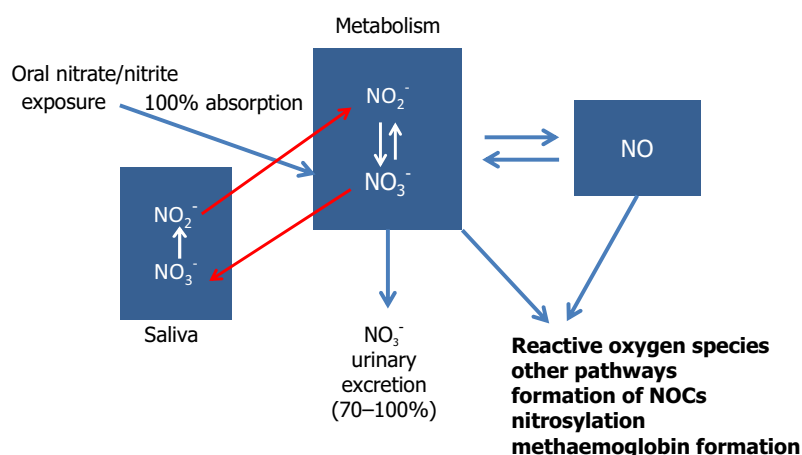 Metabolism
Oral nitrate/nitrite
exposure
100% absorption
NO₂⁻
NO₃⁻
NO
NO₂⁻
NO₃⁻
Saliva
NO₃⁻
urinary
excretion
(70–100%)
Reactive oxygen species
other pathways
formation of NOCs
nitrosylation
methaemoglobin formation